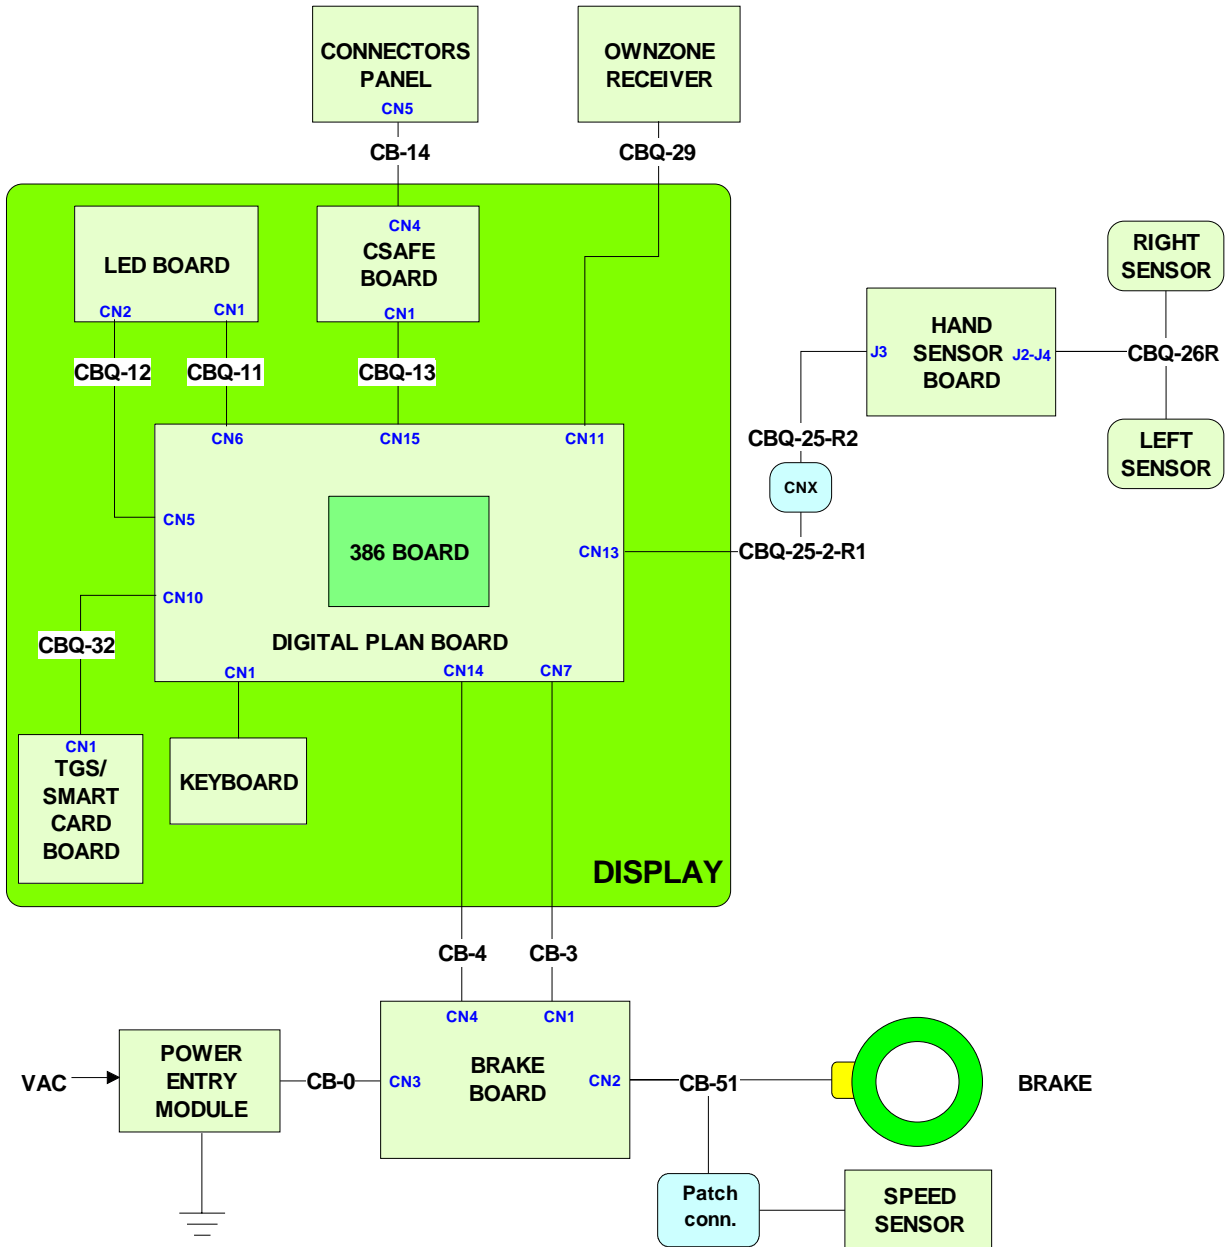 CONNECTORS
PANEL
CN5
OWNZONE
RECEIVER
CB-14
CBQ-29
LED BOARD
CN2
CN1
CN4
CSAFE
BOARD
CN1
RIGHT
SENSOR
HAND
SENSOR
BOARD
J3
J2-J4
CBQ-26R
LEFT
SENSOR
CBQ-12
CBQ-11
CBQ-13
CN6
CN15
CN11
CBQ-25-R2
CNX
CBQ-25-2-R1
CN5
386 BOARD
CN13
CN10
DIGITAL PLAN BOARD
CBQ-32
CN1
CN14
CN7
CN1
TGS/
SMART
CARD
BOARD
KEYBOARD
DISPLAY
CB-4
CB-3
CN4
CN1
VAC
POWER
ENTRY
MODULE
CB-0
CN3
BRAKE
BOARD
CN2
CB-51
BRAKE
Patch
conn.
SPEED
SENSOR